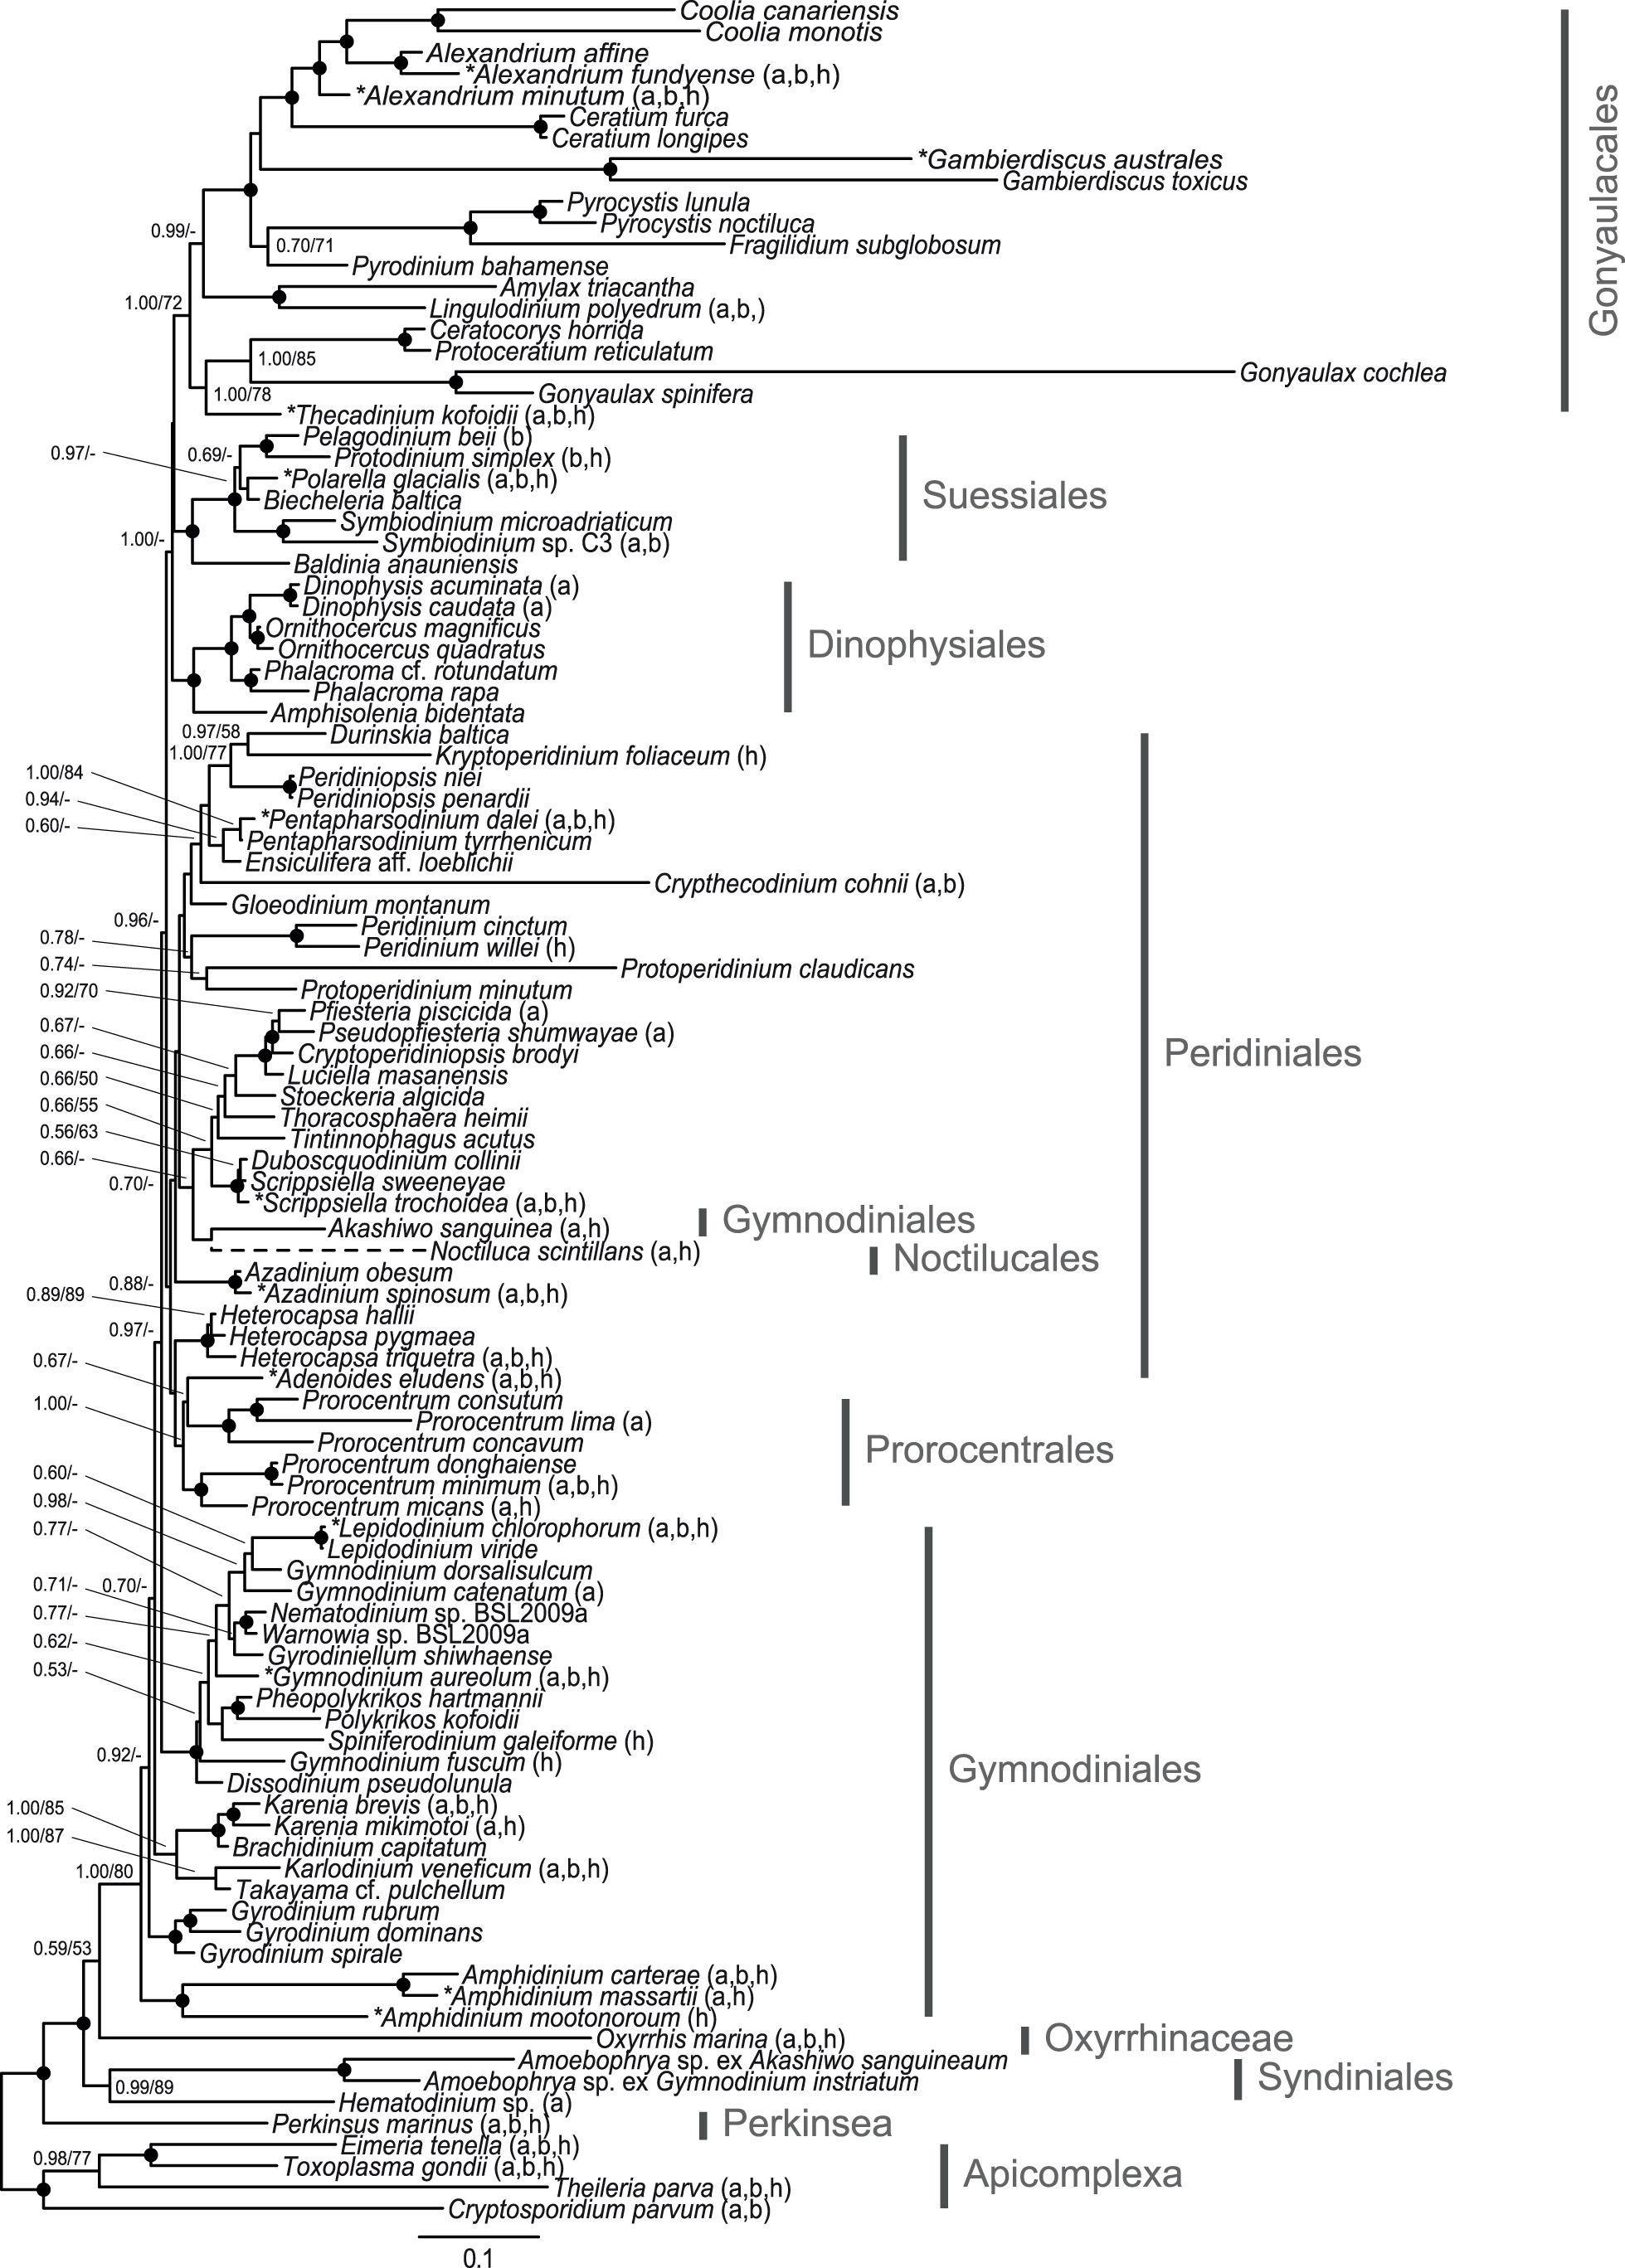 Coolia canariensis
Coolia monotis
Alexandrium affine
*Alexandrium fundyense (a,b,h)
*Alexandrium minutum (a,b,h)
Ceratium furca
Ceratium longipes
*Gambierdiscus australes
Gambierdiscus toxicus
Pyrocystis lunula
Pyrocystis noctiluca
0.99/-
0.70/71
Fragilidium subglobosum
Pyrodinium bahamense
Amylax triacantha
1.00/72
Lingulodinium polyedrum (a,b,)
Ceratocorys horrida
Protoceratium reticulatum
1.00/85
Gonyaulax cochlea
1.00/78
Gonyaulax spinifera
*Thecadinium kofoidii (a,b,h)
Gonyaulacales
Pelagodinium beii (b)
0.97/-
0.69/-
Protodinium simplex (b,h)
*Polarella glacialis (a,b,h)
Biecheleria baltica
Suessiales
Symbiodinium microadriaticum
1.00/-
Symbiodinium sp. C3 (a,b)
Baldinia anauniensis
Dinophysis acuminata (a)
Dinophysis caudata (a)
Ornithocercus magnificus
Dinophysiales
Ornithocercus quadratus
Phalacroma cf. rotundatum
Phalacroma rapa
Amphisolenia bidentata
0.97/58
Durinskia baltica
1.00/77
Kryptoperidinium foliaceum (h)
1.00/84
Peridiniopsis niei
0.94/-
Peridiniopsis penardii
0.60/-
*Pentapharsodinium dalei (a,b,h)
Pentapharsodinium tyrrhenicum
Ensiculifera aff. loeblichii
Crypthecodinium cohnii (a,b)
Gloeodinium montanum
0.96/-
Peridinium cinctum
0.78/-
Peridinium willei (h)
0.74/-
Protoperidinium claudicans
0.92/70
Protoperidinium minutum
Pfiesteria piscicida (a)
0.67/-
Pseudopfiesteria shumwayae (a)
0.66/-
Cryptoperidiniopsis brodyi
Peridiniales
0.66/50
Luciella masanensis
Stoeckeria algicida
0.66/55
Thoracosphaera heimii
0.56/63
Tintinnophagus acutus
0.66/-
Duboscquodinium collinii
0.70/-
Scrippsiella sweeneyae
*Scrippsiella trochoidea (a,b,h)
Akashiwo sanguinea (a,h)
Gymnodiniales
Noctiluca scintillans (a,h)
Noctilucales
Azadinium obesum
0.88/-
0.89/89
*Azadinium spinosum (a,b,h)
Heterocapsa hallii
0.97/-
Heterocapsa pygmaea
0.67/-
Heterocapsa triquetra (a,b,h)
*Adenoides eludens (a,b,h)
1.00/-
Prorocentrum consutum
Prorocentrum lima (a)
Prorocentrum concavum
Prorocentrales
0.60/-
Prorocentrum donghaiense
Prorocentrum minimum (a,b,h)
0.98/-
Prorocentrum micans (a,h)
0.77/-
*Lepidodinium chlorophorum (a,b,h)
Lepidodinium viride
Gymnodinium dorsalisulcum
0.71/-
0.70/-
Gymnodinium catenatum (a)
0.77/-
Nematodinium sp. BSL2009a
Warnowia sp. BSL2009a
0.62/-
Gyrodiniellum shiwhaense
0.53/-
*Gymnodinium aureolum (a,b,h)
Pheopolykrikos hartmannii
Polykrikos kofoidii
Spiniferodinium galeiforme (h)
0.92/-
Gymnodinium fuscum (h)
Gymnodiniales
Dissodinium pseudolunula
1.00/85
Karenia brevis (a,b,h)
Karenia mikimotoi (a,h)
1.00/87
Brachidinium capitatum
1.00/80
Karlodinium veneficum (a,b,h)
Takayama cf. pulchellum
Gyrodinium rubrum
Gyrodinium dominans
0.59/53
Gyrodinium spirale
Amphidinium carterae (a,b,h)
*Amphidinium massartii (a,h)
*Amphidinium mootonoroum (h)
Oxyrrhis marina (a,b,h)
Oxyrrhinaceae
Amoebophrya sp. ex Akashiwo sanguineaum
0.99/89
Amoebophrya sp. ex Gymnodinium instriatum
Syndiniales
Hematodinium sp. (a)
Perkinsus marinus (a,b,h)
Perkinsea
Eimeria tenella (a,b,h)
0.98/77
Toxoplasma gondii (a,b,h)
Apicomplexa
Theileria parva (a,b,h)
Cryptosporidium parvum (a,b)
0.1